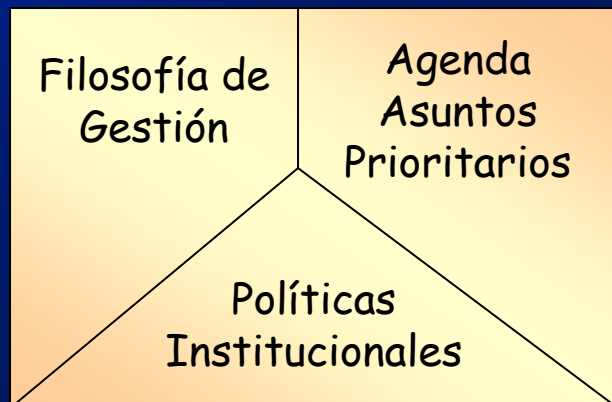 Filosofía de
Gestión
Agenda
Asuntos
Prioritarios
Políticas
Institucionales